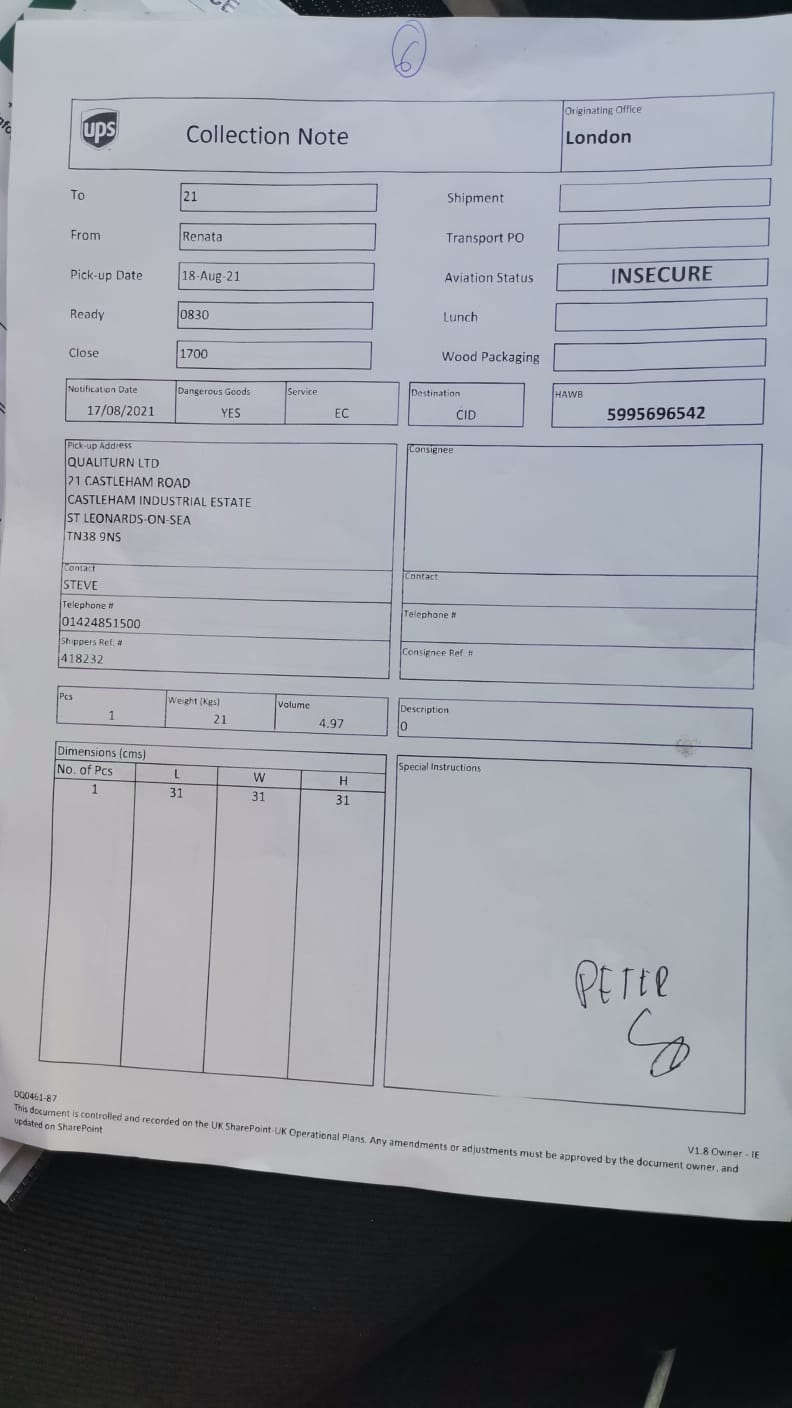 6
ups
Collection Note
Originating Office
London
To
21
From
Renata
Pick-up Date
18-Aug-21
Ready
0830
Close
1700
Shipment
Transport PO
Aviation Status
INSECURE
Lunch
Wood Packaging
Notification Date
17/08/2021
Dangerous Goods
YES
Service
EC
Destination
CID
HAWB
5995696542
Pick-up Address
QUALITURN LTD
21 CASTLEHAM ROAD
CASTLEHAM INDUSTRIAL ESTATE
ST LEONARDS-ON-SEA
TN38 9NS
Contact
STEVE
Telephone #
01424851500
Shippers Ref. #
418232
Consignee
Contact
Telephone #
Consignee Ref. #
Pcs
1
Weight (Kgs)
21
Volume
4.97
Description
0
Dimensions (cms)
No. of Pcs L W H
1 31 31 31
Special Instructions
PETER
DQ0461-87
This document is controlled and recorded on the UK SharePoint-UK Operational Plans. Any amendments or adjustments must be approved by the document owner, and
updated on SharePoint
V1.8 Owner - IE